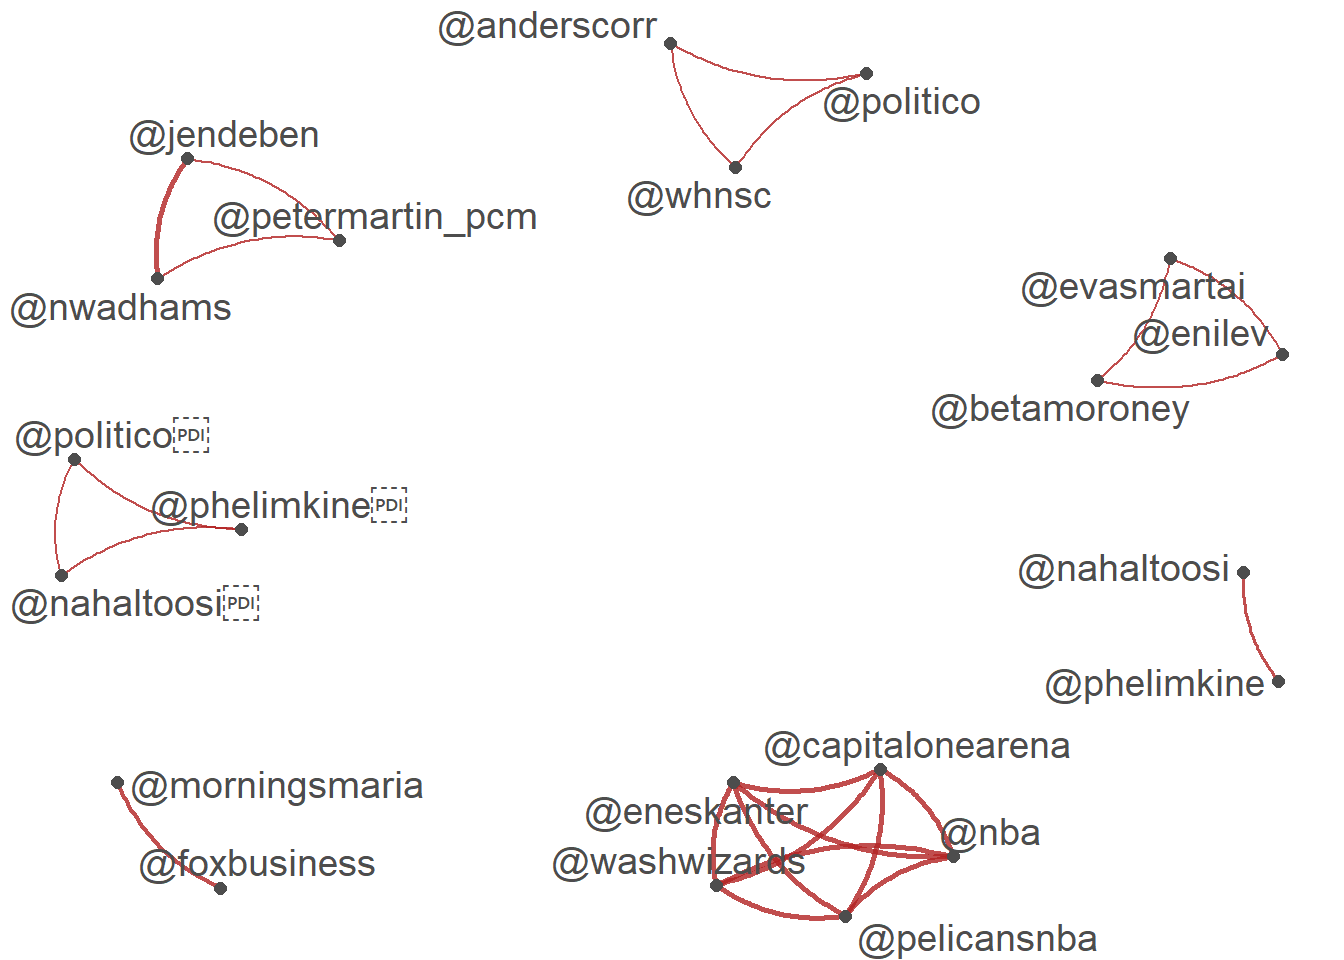 @anderscorr
@politico
@jendeben
@whnsc
@petermartin_pcm
@nwadhams
@evasmartai
@enilev
@betamoroney
@politicoPDI
@phelimkinePDI
@nahaltoosiPDI
@nahaltoosi
@phelimkine
@capitalonearena
@morningsmaria
@eneskanter
@nba
@foxbusiness
@washwizards
@pelicansnba